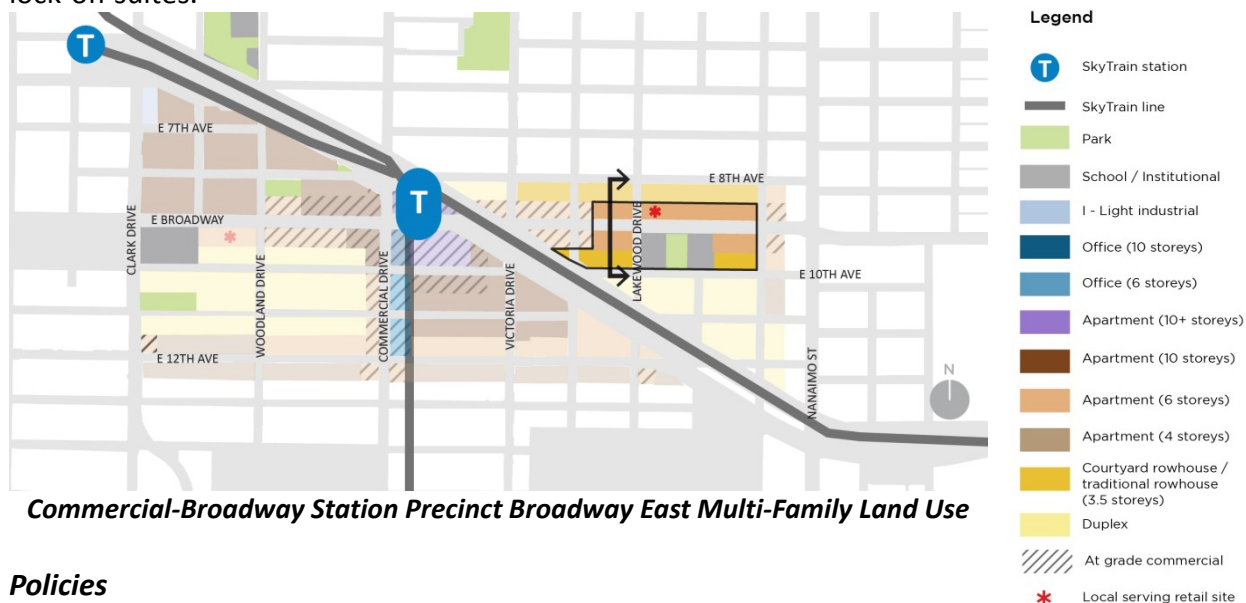 lock-off suites.
T
T
E 7TH AVE
E 8TH AVE
E BROADWAY
E 10TH AVE
E 12TH AVE
CLARK DRIVE
WOODLAND DRIVE
COMMERCIAL DRIVE
VICTORIA DRIVE
LAKEWOOD DRIVE
NANAIMO ST
N
Commercial-Broadway Station Precinct Broadway East Multi-Family Land Use
Policies
Legend
T SkyTrain station
SkyTrain line
Park
School / Institutional
I - Light industrial
Office (10 storeys)
Office (6 storeys)
Apartment (10+ storeys)
Apartment (10 storeys)
Apartment (6 storeys)
Apartment (4 storeys)
Courtyard rowhouse /
traditional rowhouse
(3.5 storeys)
Duplex
At grade commercial
Local serving retail site